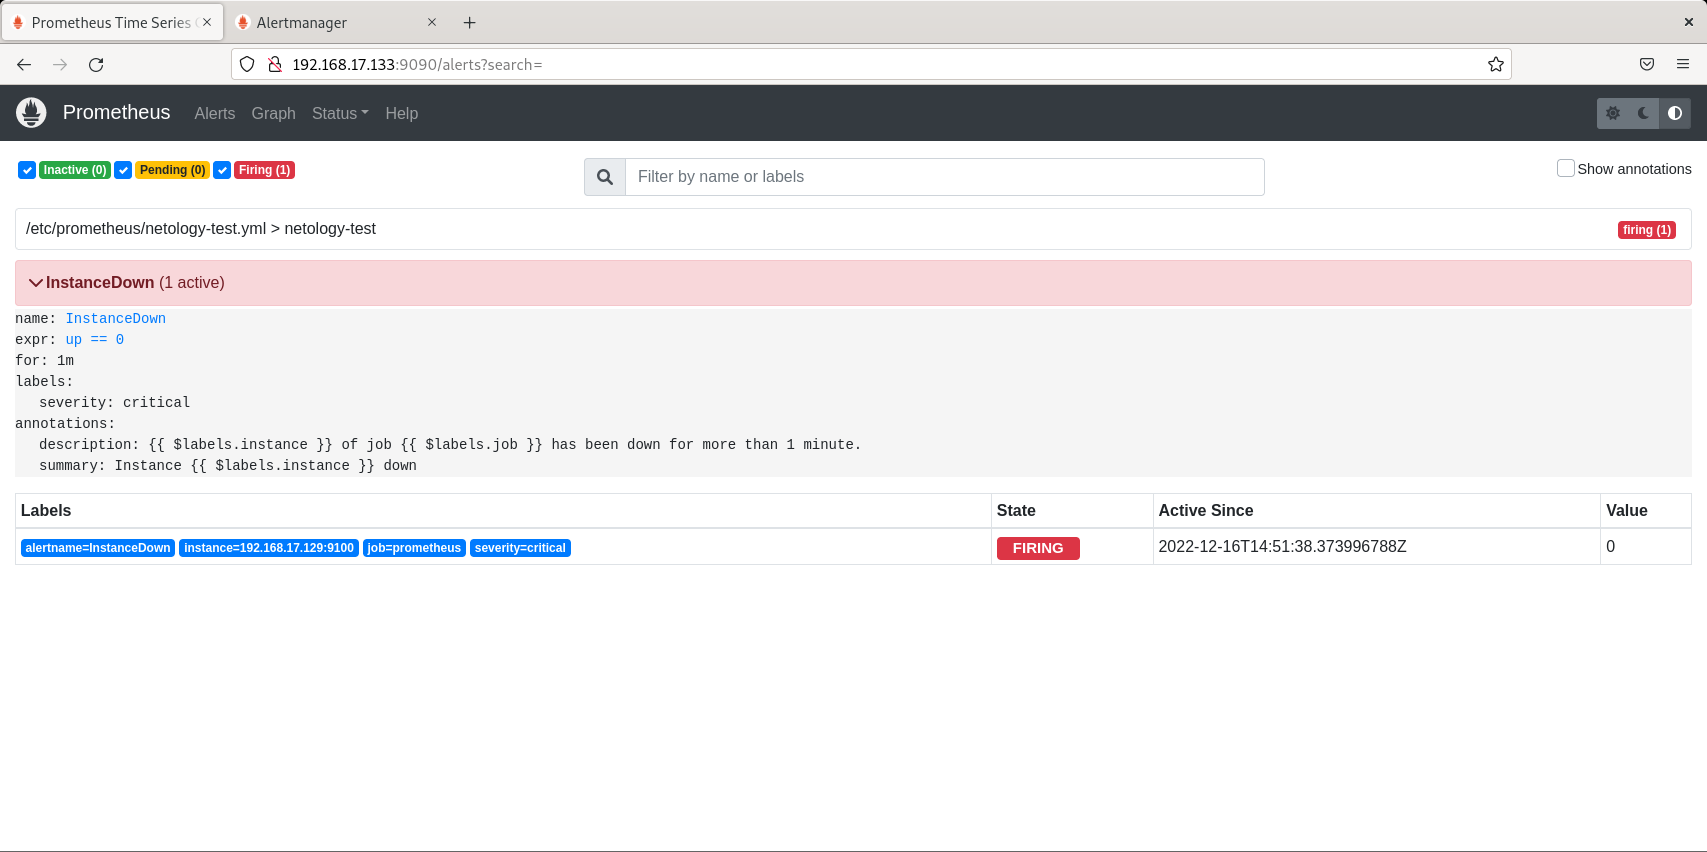 Prometheus Time Series
Alertmanager
192.168.17.133:9090/alerts?search=
Prometheus Alerts Graph Status Help
Inactive (0) Pending (0) Firing (1)
Filter by name or labels
Show annotations
/etc/prometheus/netology-test.yml > netology-test
firing (1)
InstanceDown (1 active)
name: InstanceDown
expr: up == 0
for: 1m
labels:
severity: critical
annotations:
description: {{ $labels.instance }} of job {{ $labels.job }} has been down for more than 1 minute.
summary: Instance {{ $labels.instance }} down
Labels State Active Since Value
alertname=InstanceDown instance=192.168.17.129:9100 job=prometheus severity=critical FIRING 2022-12-16T14:51:38.373996788Z 0